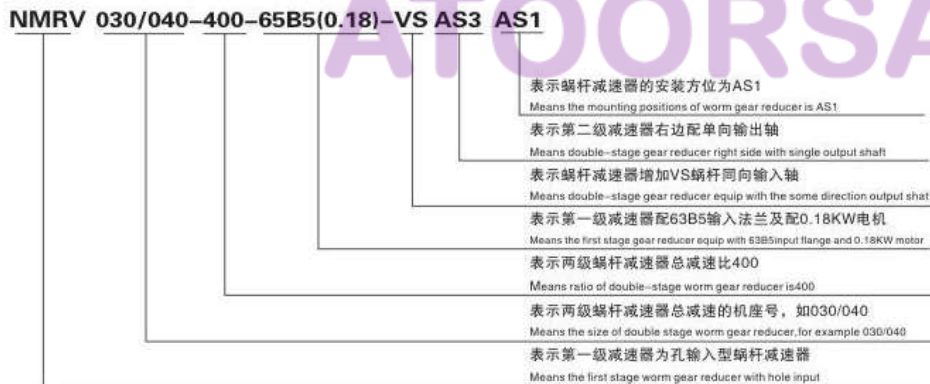 NMRV 030/040-400-65B5(0.18)-VS AS3 AS1
ATOORSA
表示蜗杆减速器的安装方位为AS1
Means the mounting positions of worm gear reducer is AS1
表示第二级减速器右边配单向输出轴
Means double-stage gear reducer right side with single output shaft
表示蜗杆减速器增加VS蜗杆同向输入轴
Means double-stage gear reducer equip with the some direction output shat
表示第一级减速器配63B5输入法兰及配0.18KW电机
Means the first stage gear reducer equip with 63B5input flange and 0.18KW motor
表示两级蜗杆减速器总减速比400
Means ratio of double-stage worm gear reducer is400
表示两级蜗杆减速器总减速的机座号，如030/040
Means the size of double stage worm gear reducer,for example 030/040
表示第一级减速器为孔输入型蜗杆减速器
Means the first stage worm gear reducer with hole input